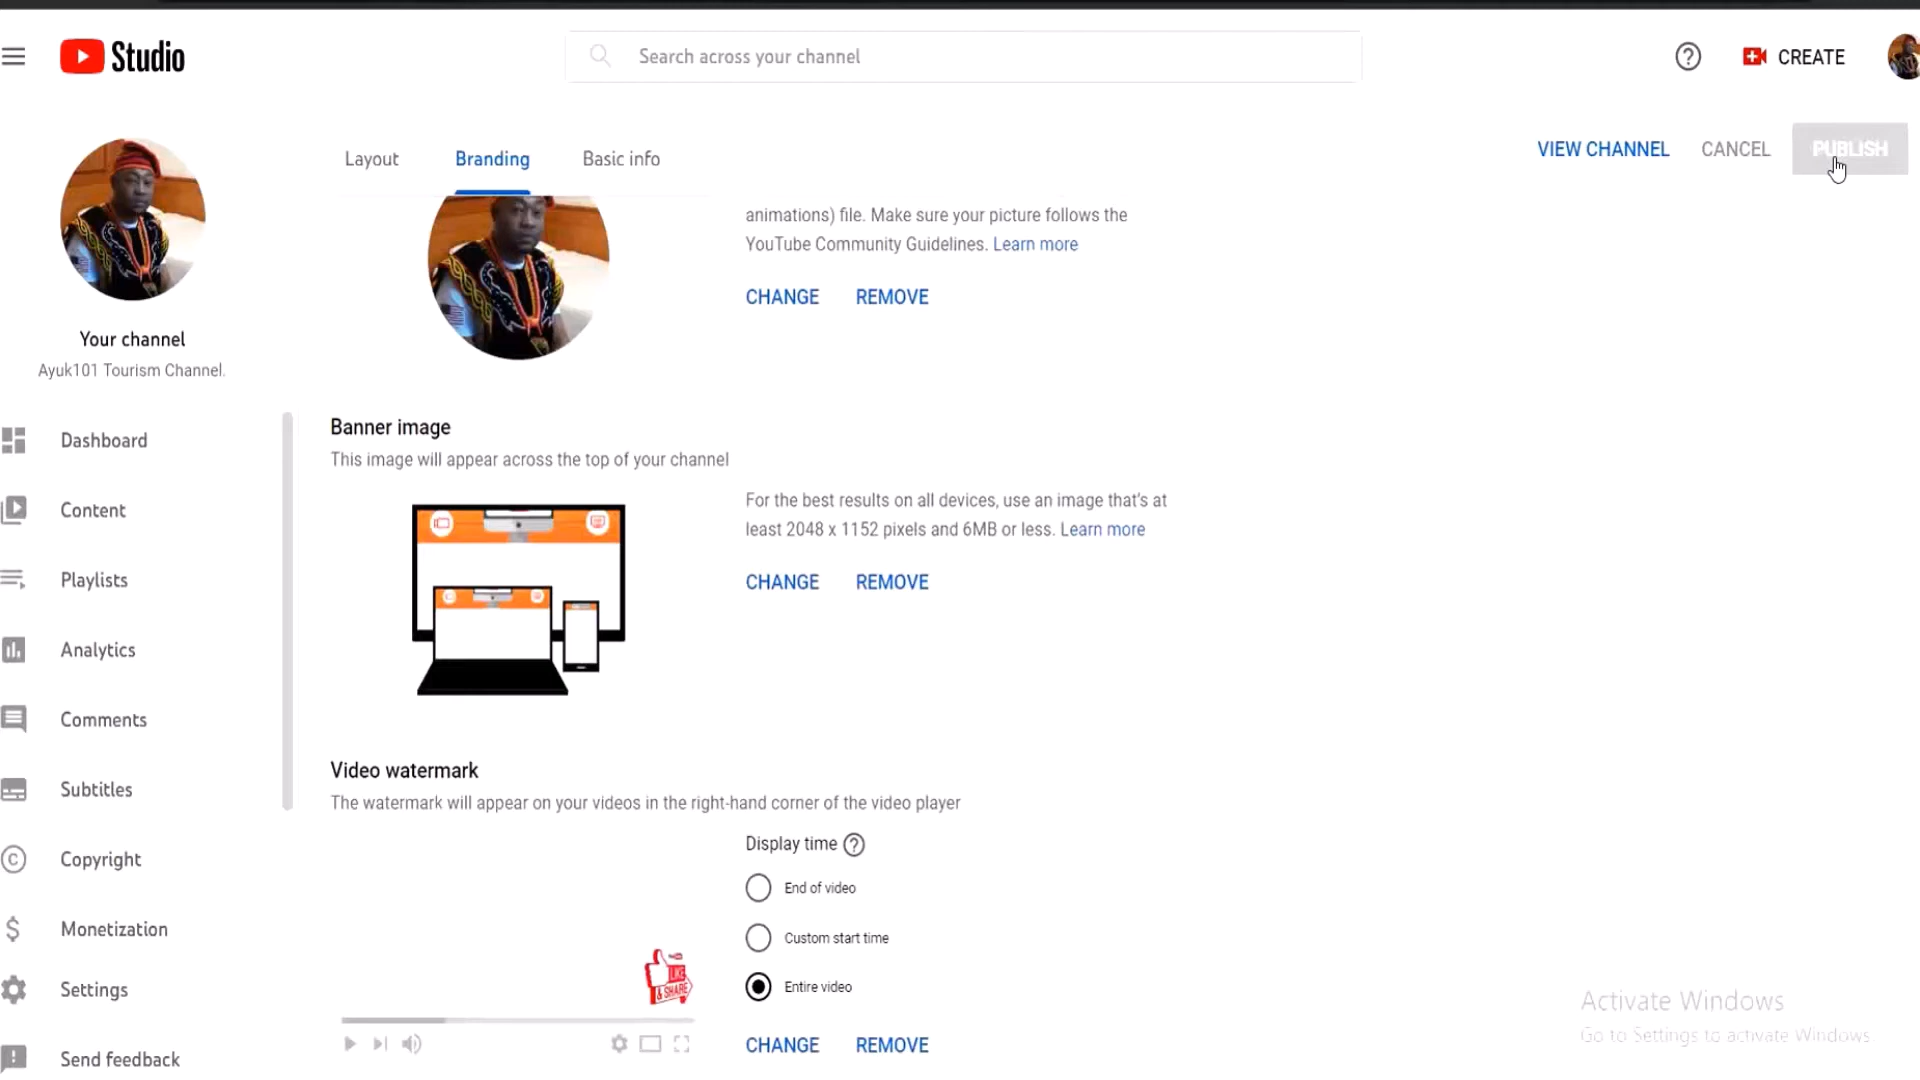 Studio
Search across your channel
CREATE
Layout
Branding
Basic info
VIEW CHANNEL
CANCEL
PUBLISH
animations) file. Make sure your picture follows the
YouTube Community Guidelines. Learn more
CHANGE
REMOVE
Your channel
Ayuk101 Tourism Channel.
Dashboard
Content
Playlists
Analytics
Comments
Subtitles
Copyright
Monetization
Settings
Send feedback
Banner image
This image will appear across the top of your channel
For the best results on all devices, use an image that's at
least 2048 x 1152 pixels and 6MB or less. Learn more
CHANGE
REMOVE
Video watermark
The watermark will appear on your videos in the right-hand corner of the video player
Display time
End of video
Custom start time
Entire video
LIKE
& SHARE
CHANGE
REMOVE
Activate Windows
Go to Settings to activate Windows.